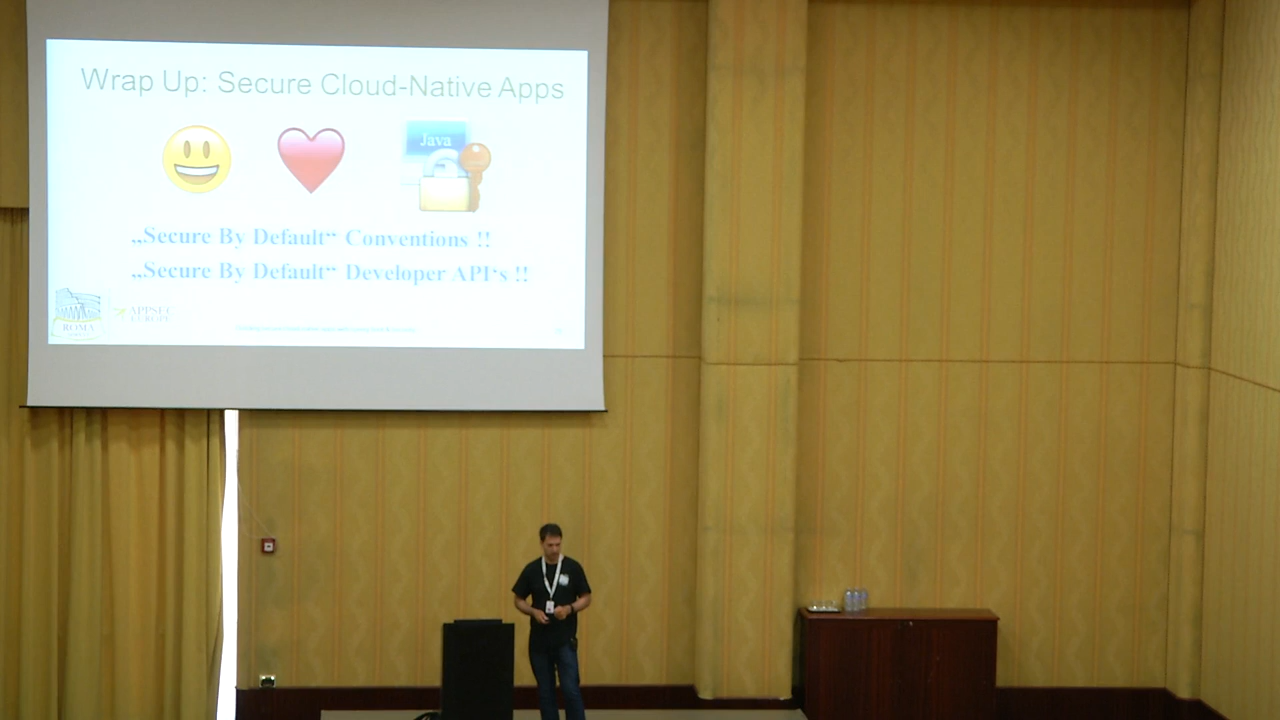 Wrap Up: Secure Cloud-Native Apps
Java
„Secure By Default“ Conventions !!
„Secure By Default“ Developer API‘s !!
ROMA
APPSEC
EUROPE